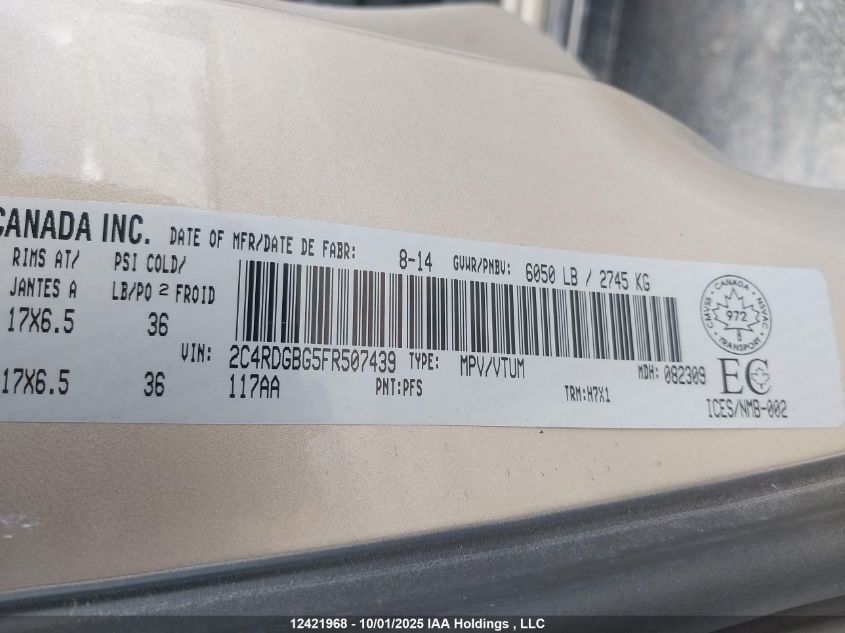 CANADA INC. DATE OF MFR/DATE DE FABR: 8-14 GVWR/PNBV: 6050 LB / 2745 KG
RIMS AT/ PSI COLD/
JANTES A LB/PO 2 FROID
17X6.5 36
VIN: 2C4RDGBG5FR507439 TYPE: MPV/VTUM MDH: 082309
17X6.5 36 117AA PNT:PFS TRM:H7X1
CMVSS · CANADA · NSVAC
972
TRANSPORT
EC
ICES/NMB-002
12421968 - 10/01/2025 IAA Holdings , LLC